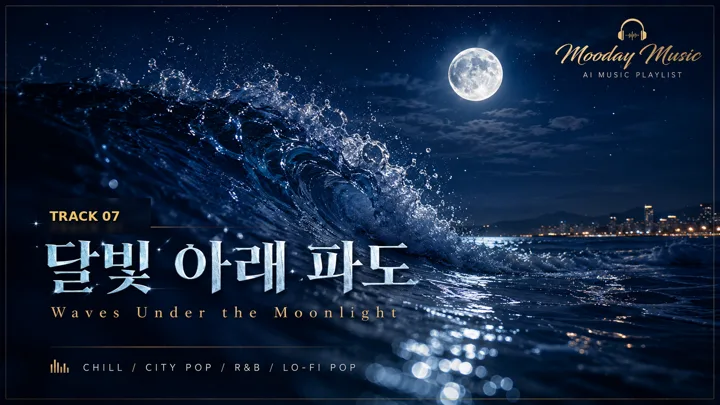 Mooday Music
AI MUSIC PLAYLIST
TRACK 07
달빛 아래 파도
Waves Under the Moonlight
CHILL / CITY POP / R&B / LO-FI POP